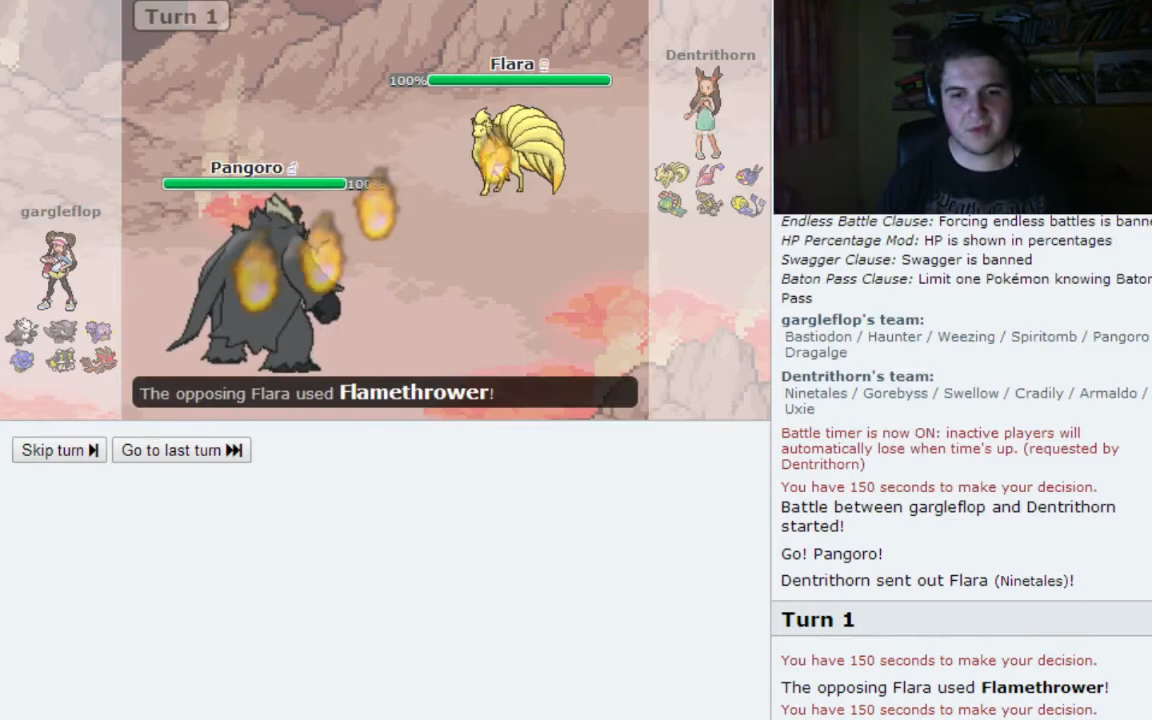 Turn 1
Flara
100%
Pangoro
100
gargleflop
Dentrithorn
The opposing Flara used Flamethrower!
Skip turn
Go to last turn
Endless Battle Clause: Forcing endless battles is banne
HP Percentage Mod: HP is shown in percentages
Swagger Clause: Swagger is banned
Baton Pass Clause: Limit one Pokémon knowing Baton
Pass
gargleflop's team:
Bastiodon / Haunter / Weezing / Spiritomb / Pangoro
Dragalge
Dentrithorn's team:
Ninetales / Gorebyss / Swellow / Cradily / Armaldo /
Uxie
Battle timer is now ON: inactive players will
automatically lose when time's up. (requested by
Dentrithorn)
You have 150 seconds to make your decision.
Battle between gargleflop and Dentrithorn
started!
Go! Pangoro!
Dentrithorn sent out Flara (Ninetales)!
Turn 1
You have 150 seconds to make your decision.
The opposing Flara used Flamethrower!
You have 150 seconds to make your decision.